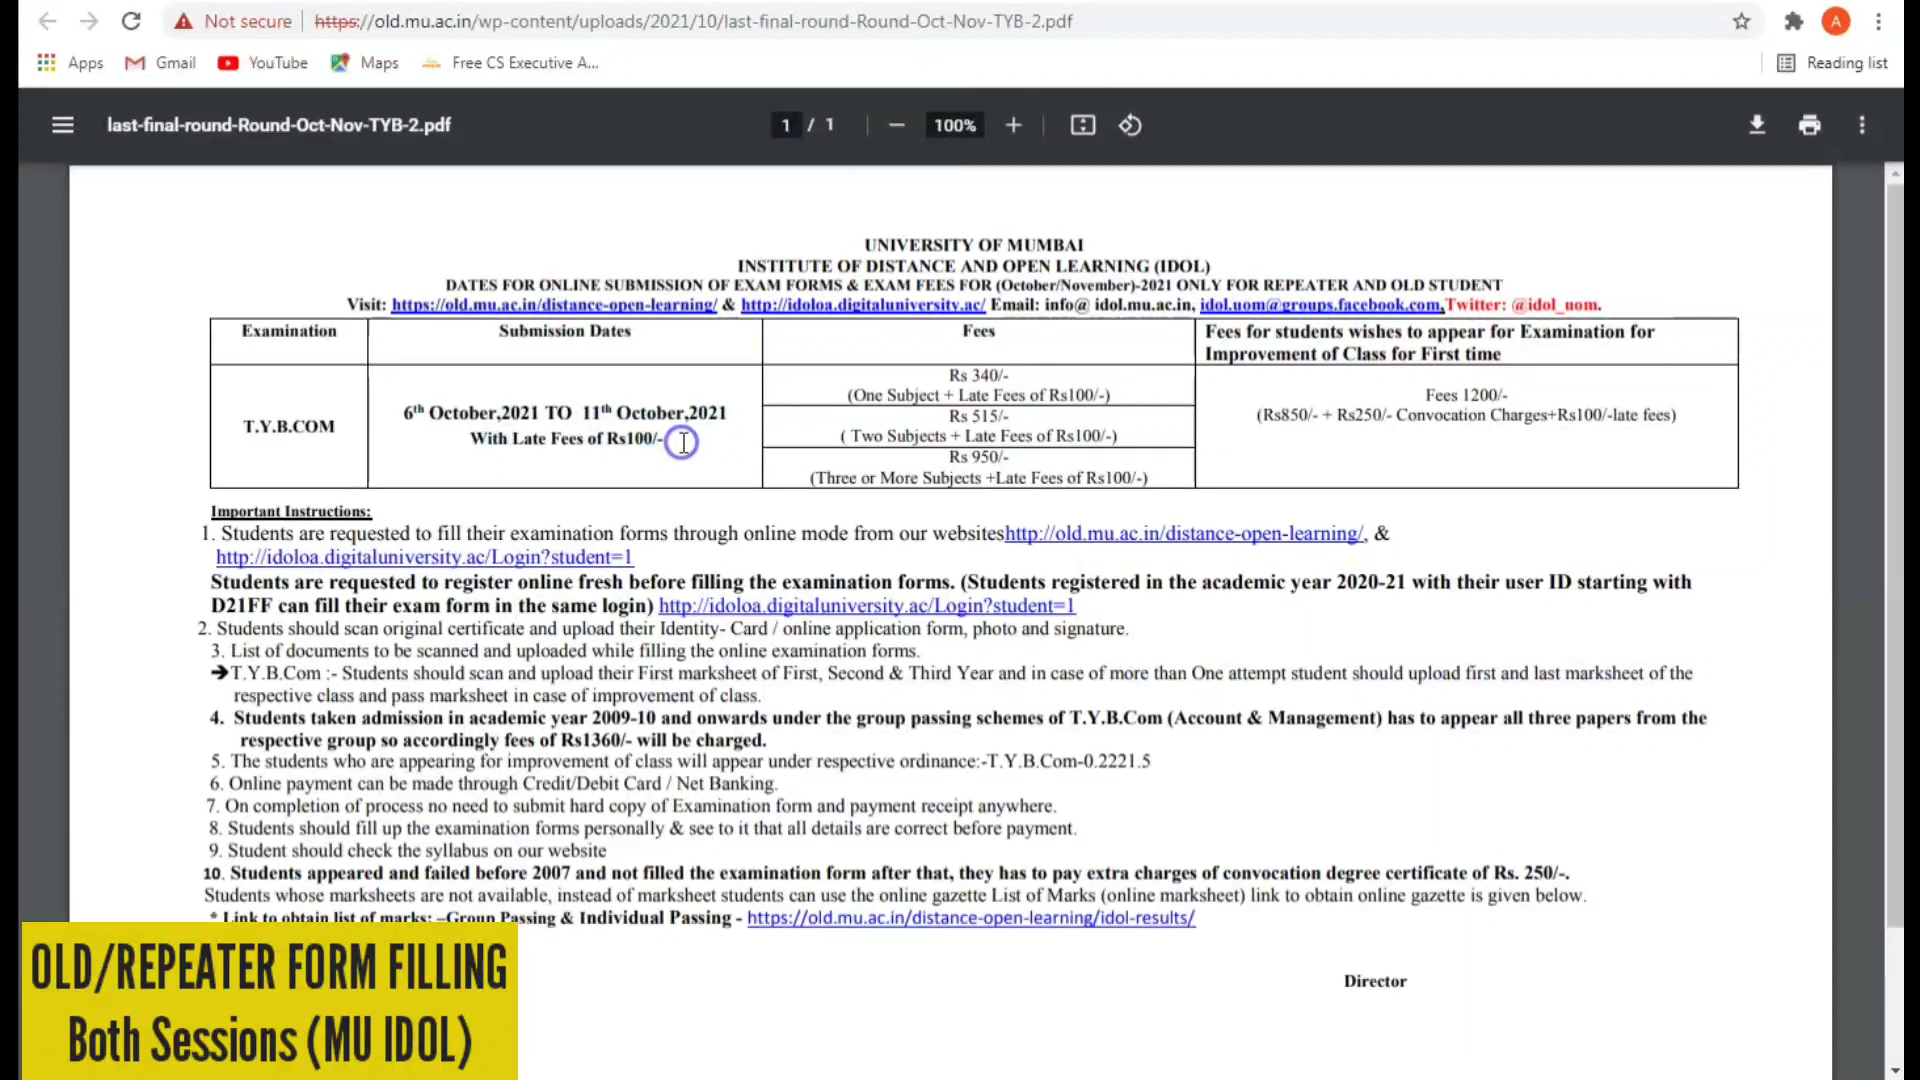 Not secure | https://old.mu.ac.in/wp-content/uploads/2021/10/last-final-round-Round-Oct-Nov-TYB-2.pdf
A
Apps Gmail YouTube Maps Free CS Executive A... Reading list
last-final-round-Round-Oct-Nov-TYB-2.pdf 1 / 1 100%
UNIVERSITY OF MUMBAI
INSTITUTE OF DISTANCE AND OPEN LEARNING (IDOL)
DATES FOR ONLINE SUBMISSION OF EXAM FORMS & EXAM FEES FOR (October/November)-2021 ONLY FOR REPEATER AND OLD STUDENT
Visit: https://old.mu.ac.in/distance-open-learning/ & http://idoloa.digitaluniversity.ac/ Email: info@ idol.mu.ac.in, idol.uom@groups.facebook.com,Twitter: @idol_uom.
Examination Submission Dates Fees Fees for students wishes to appear for Examination for
Improvement of Class for First time
T.Y.B.COM
6th October,2021 TO 11th October,2021
With Late Fees of Rs100/-
Rs 340/-
(One Subject + Late Fees of Rs100/-)
Rs 515/-
( Two Subjects + Late Fees of Rs100/-)
Rs 950/-
(Three or More Subjects +Late Fees of Rs100/-)
Fees 1200/-
(Rs850/- + Rs250/- Convocation Charges+Rs100/-late fees)
Important Instructions:
1. Students are requested to fill their examination forms through online mode from our websiteshttp://old.mu.ac.in/distance-open-learning/, &
http://idoloa.digitaluniversity.ac/Login?student=1
Students are requested to register online fresh before filling the examination forms. (Students registered in the academic year 2020-21 with their user ID starting with
D21FF can fill their exam form in the same login) http://idoloa.digitaluniversity.ac/Login?student=1
2. Students should scan original certificate and upload their Identity- Card / online application form, photo and signature.
3. List of documents to be scanned and uploaded while filling the online examination forms.
➔T.Y.B.Com :- Students should scan and upload their First marksheet of First, Second & Third Year and in case of more than One attempt student should upload first and last marksheet of the
respective class and pass marksheet in case of improvement of class.
4. Students taken admission in academic year 2009-10 and onwards under the group passing schemes of T.Y.B.Com (Account & Management) has to appear all three papers from the
respective group so accordingly fees of Rs1360/- will be charged.
5. The students who are appearing for improvement of class will appear under respective ordinance:-T.Y.B.Com-0.2221.5
6. Online payment can be made through Credit/Debit Card / Net Banking.
7. On completion of process no need to submit hard copy of Examination form and payment receipt anywhere.
8. Students should fill up the examination forms personally & see to it that all details are correct before payment.
9. Student should check the syllabus on our website
10. Students appeared and failed before 2007 and not filled the examination form after that, they has to pay extra charges of convocation degree certificate of Rs. 250/-.
Students whose marksheets are not available, instead of marksheet students can use the online gazette List of Marks (online marksheet) link to obtain online gazette is given below.
* Link to obtain list of marks: –Group Passing & Individual Passing - https://old.mu.ac.in/distance-open-learning/idol-results/
Director
OLD/REPEATER FORM FILLING
Both Sessions (MU IDOL)